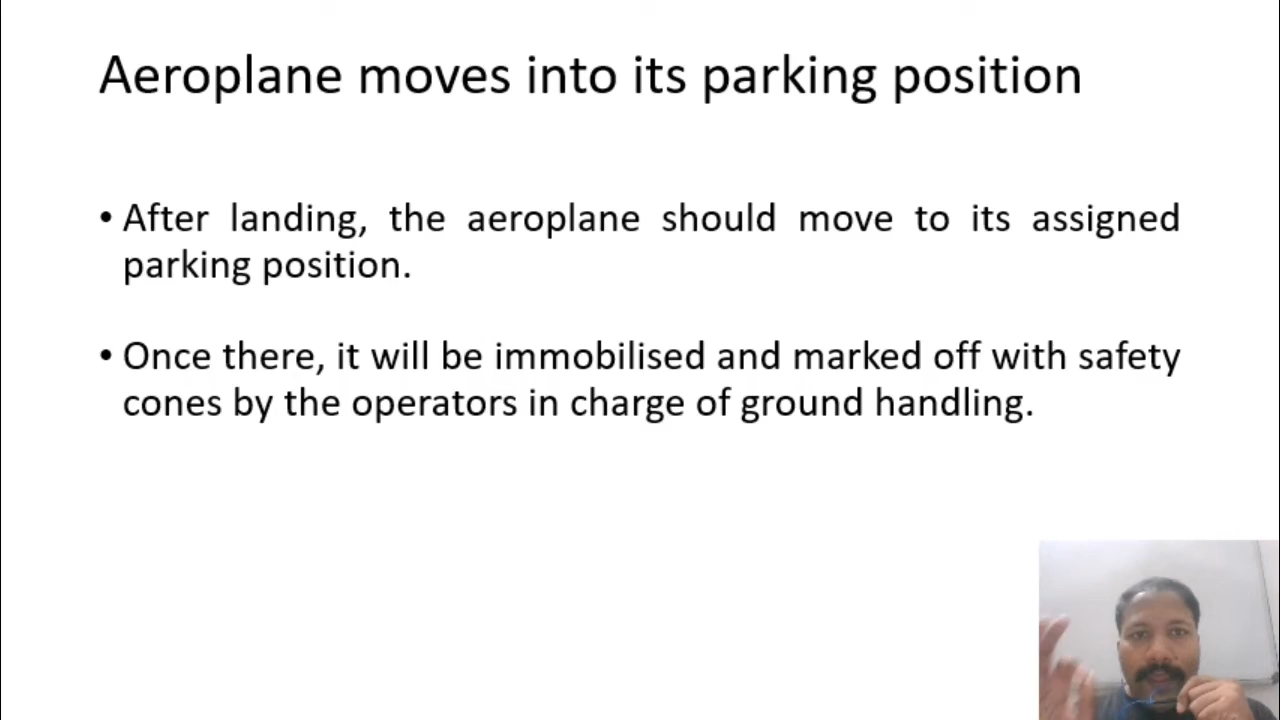 Aeroplane moves into its parking position
• After landing, the aeroplane should move to its assigned
parking position.
• Once there, it will be immobilised and marked off with safety
cones by the operators in charge of ground handling.